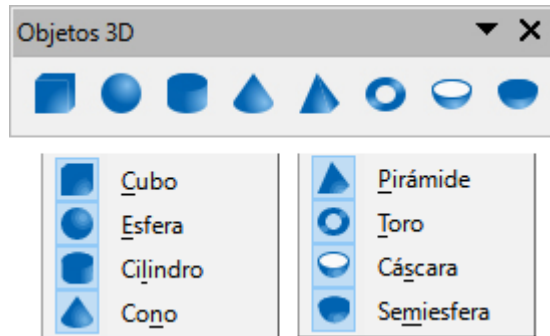 Objetos 3D
Cubo
Esfera
Cilindro
Cono
Pirámide
Toro
Cáscara
Semiesfera